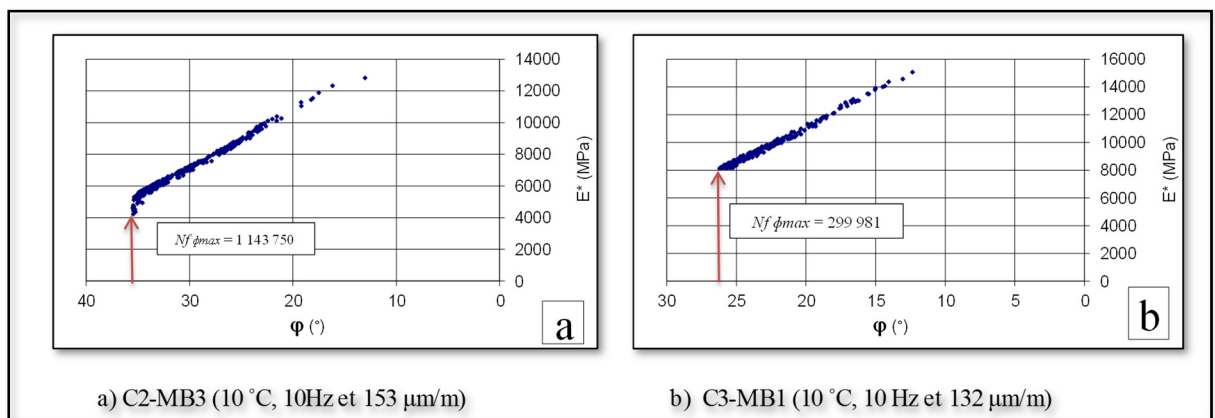 14000
12000
10000
8000
6000
4000
2000
0
E* (MPa)
Nf ϕmax = 1 143 750
40 30 20 10 0
φ (°)
a
16000
14000
12000
10000
8000
6000
4000
2000
0
E* (MPa)
Nf ϕmax = 299 981
30 25 20 15 10 5 0
φ (°)
b
a) C2-MB3 (10 ˚C, 10Hz et 153 µm/m)
b) C3-MB1 (10 ˚C, 10 Hz et 132 µm/m)